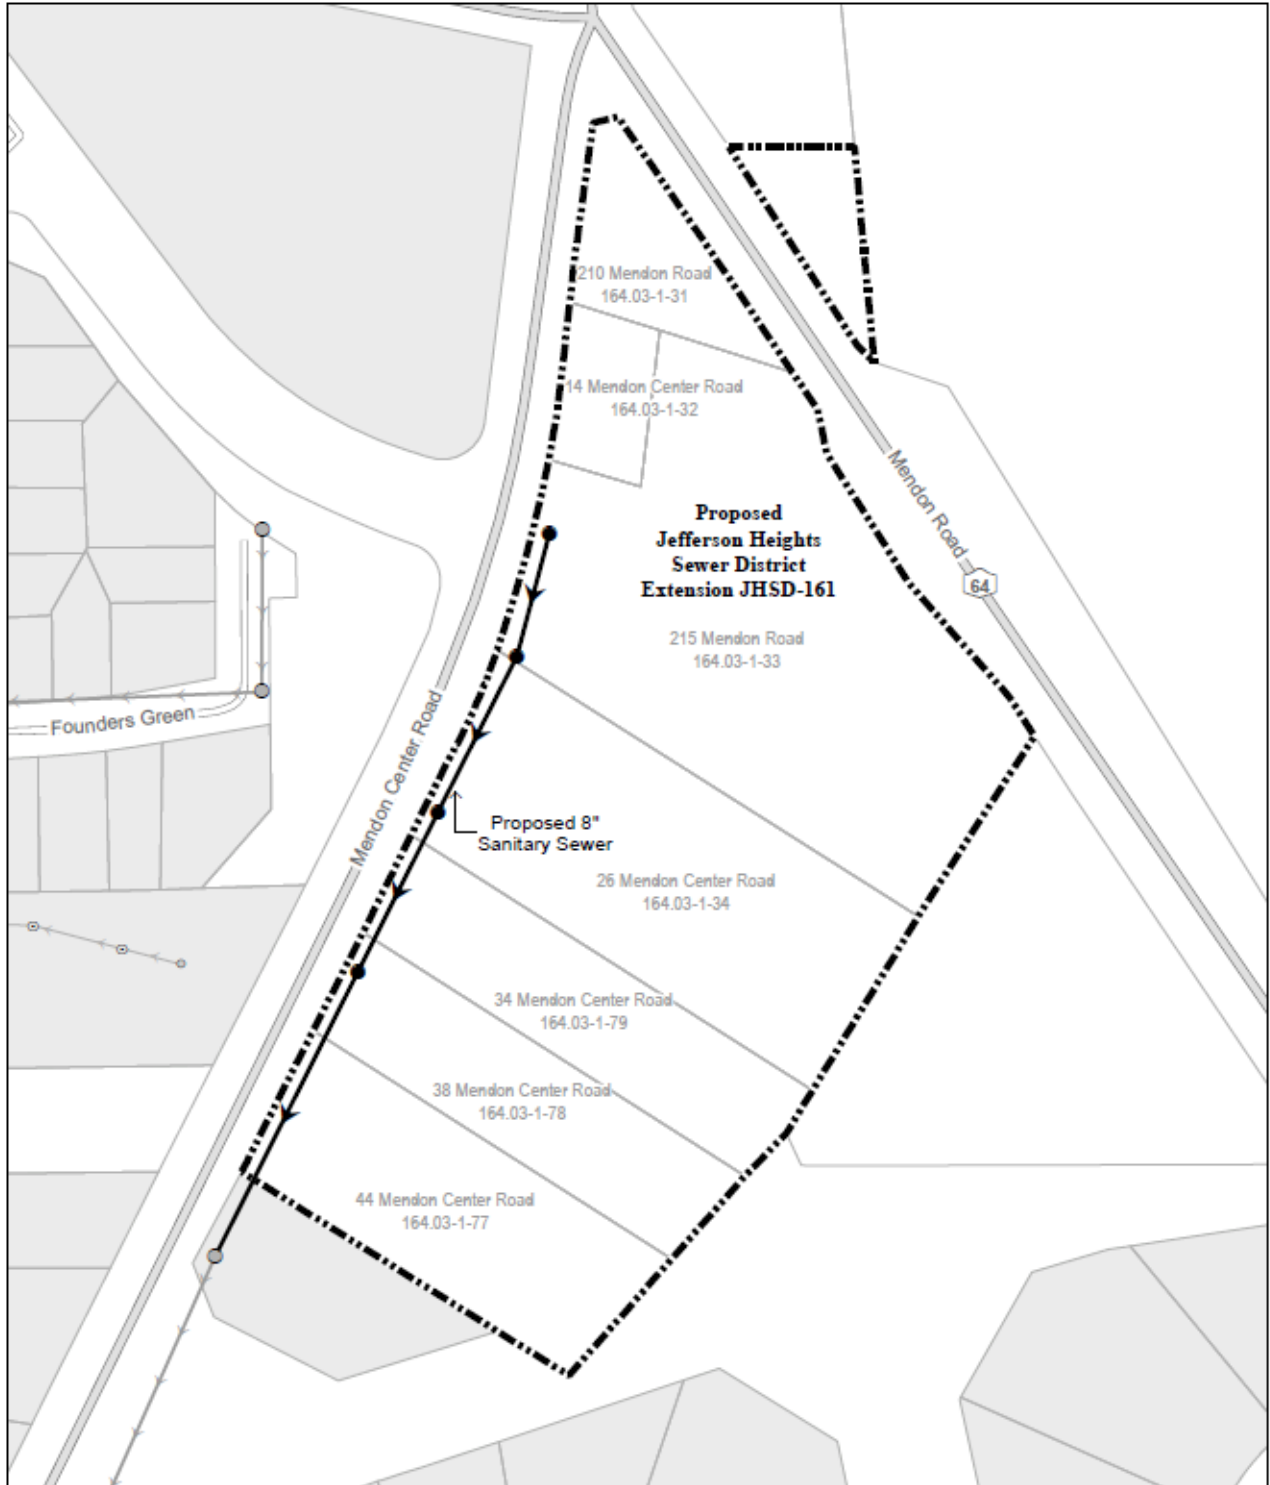 210 Mendon Road
164.03-1-31
14 Mendon Center Road
164.03-1-32
Mendon Road
64
Proposed
Jefferson Heights
Sewer District
Extension JHSD-161
215 Mendon Road
164.03-1-33
Founders Green
Mendon Center Road
Proposed 8"
Sanitary Sewer
26 Mendon Center Road
164.03-1-34
34 Mendon Center Road
164.03-1-79
38 Mendon Center Road
164.03-1-78
44 Mendon Center Road
164.03-1-77